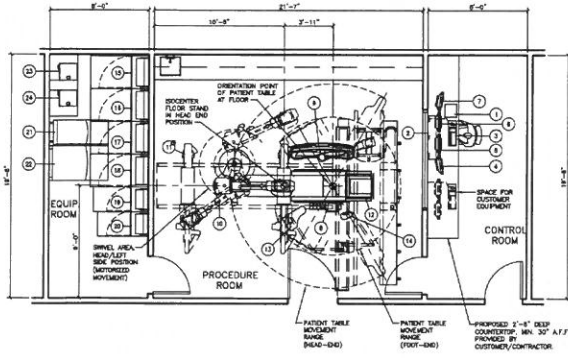 8'-0"
21'-7"
8'-0"
10'-8"
3'-11"
ORIENTATION POINT
OF PATIENT TABLE
AT FLOOR
ISOCENTER
FLOOR STAND
IN HEAD END
POSITION
23
24
21
22
15
16
17
18
19
20
11
10
9
8
12
13
14
2
7
1
6
3
5
4
EQUIP
ROOM
SWIVEL AREA,
HEAD/LEFT
SIDE POSITION
(MOTORIZED
MOVEMENT)
PROCEDURE
ROOM
SPACE FOR
CUSTOMER
EQUIPMENT
CONTROL
ROOM
PATIENT TABLE
MOVEMENT
RANGE
(HEAD-END)
PATIENT TABLE
MOVEMENT
RANGE
(FOOT-END)
PROPOSED 2'-6" DEEP
COUNTERTOP, MIN. 30" A.F.F.
PROVIDED BY
CUSTOMER/CONTRACTOR.